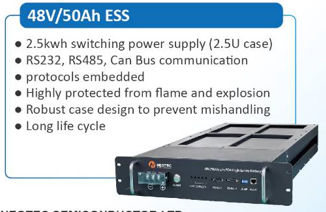 48V/50Ah ESS
● 2.5kwh switching power supply (2.5U case)
● RS232, RS485, Can Bus communication
● protocols embedded
● Highly protected from flame and explosion
● Robust case design to prevent mishandling
● Long life cycle